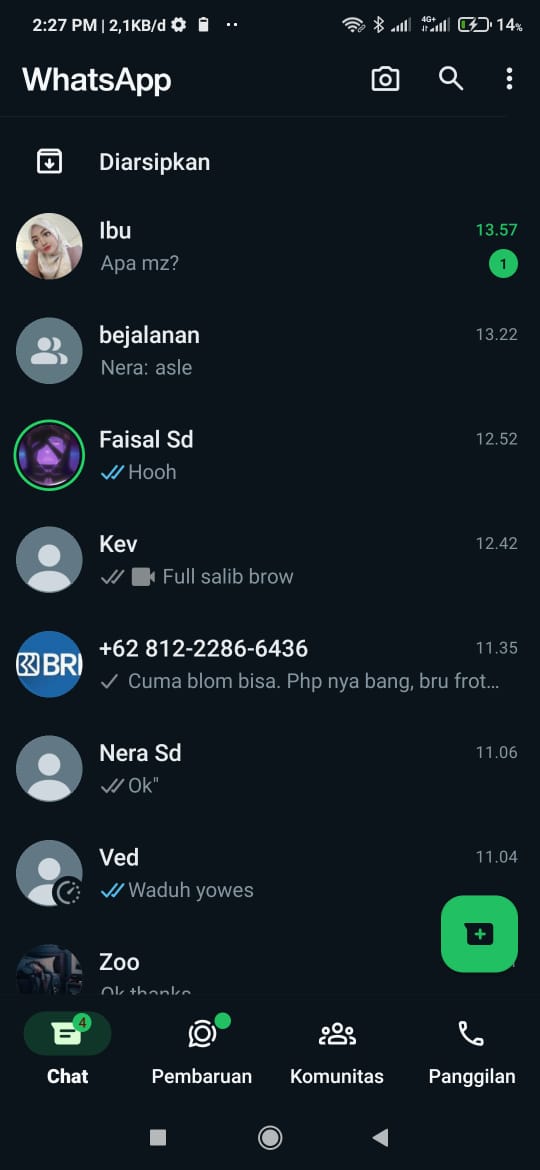 2:27 PM | 2,1KB/d
4G+
14%
WhatsApp
Diarsipkan
Ibu
13.57
Apa mz?
1
bejalanan
13.22
Nera: asle
Faisal Sd
12.52
Hooh
Kev
12.42
Full salib brow
BRI
+62 812-2286-6436
11.35
Cuma blom bisa. Php nya bang, bru frot...
Nera Sd
11.06
Ok"
Ved
11.04
Waduh yowes
Zoo
Ok thanks
4
Chat
Pembaruan
Komunitas
Panggilan